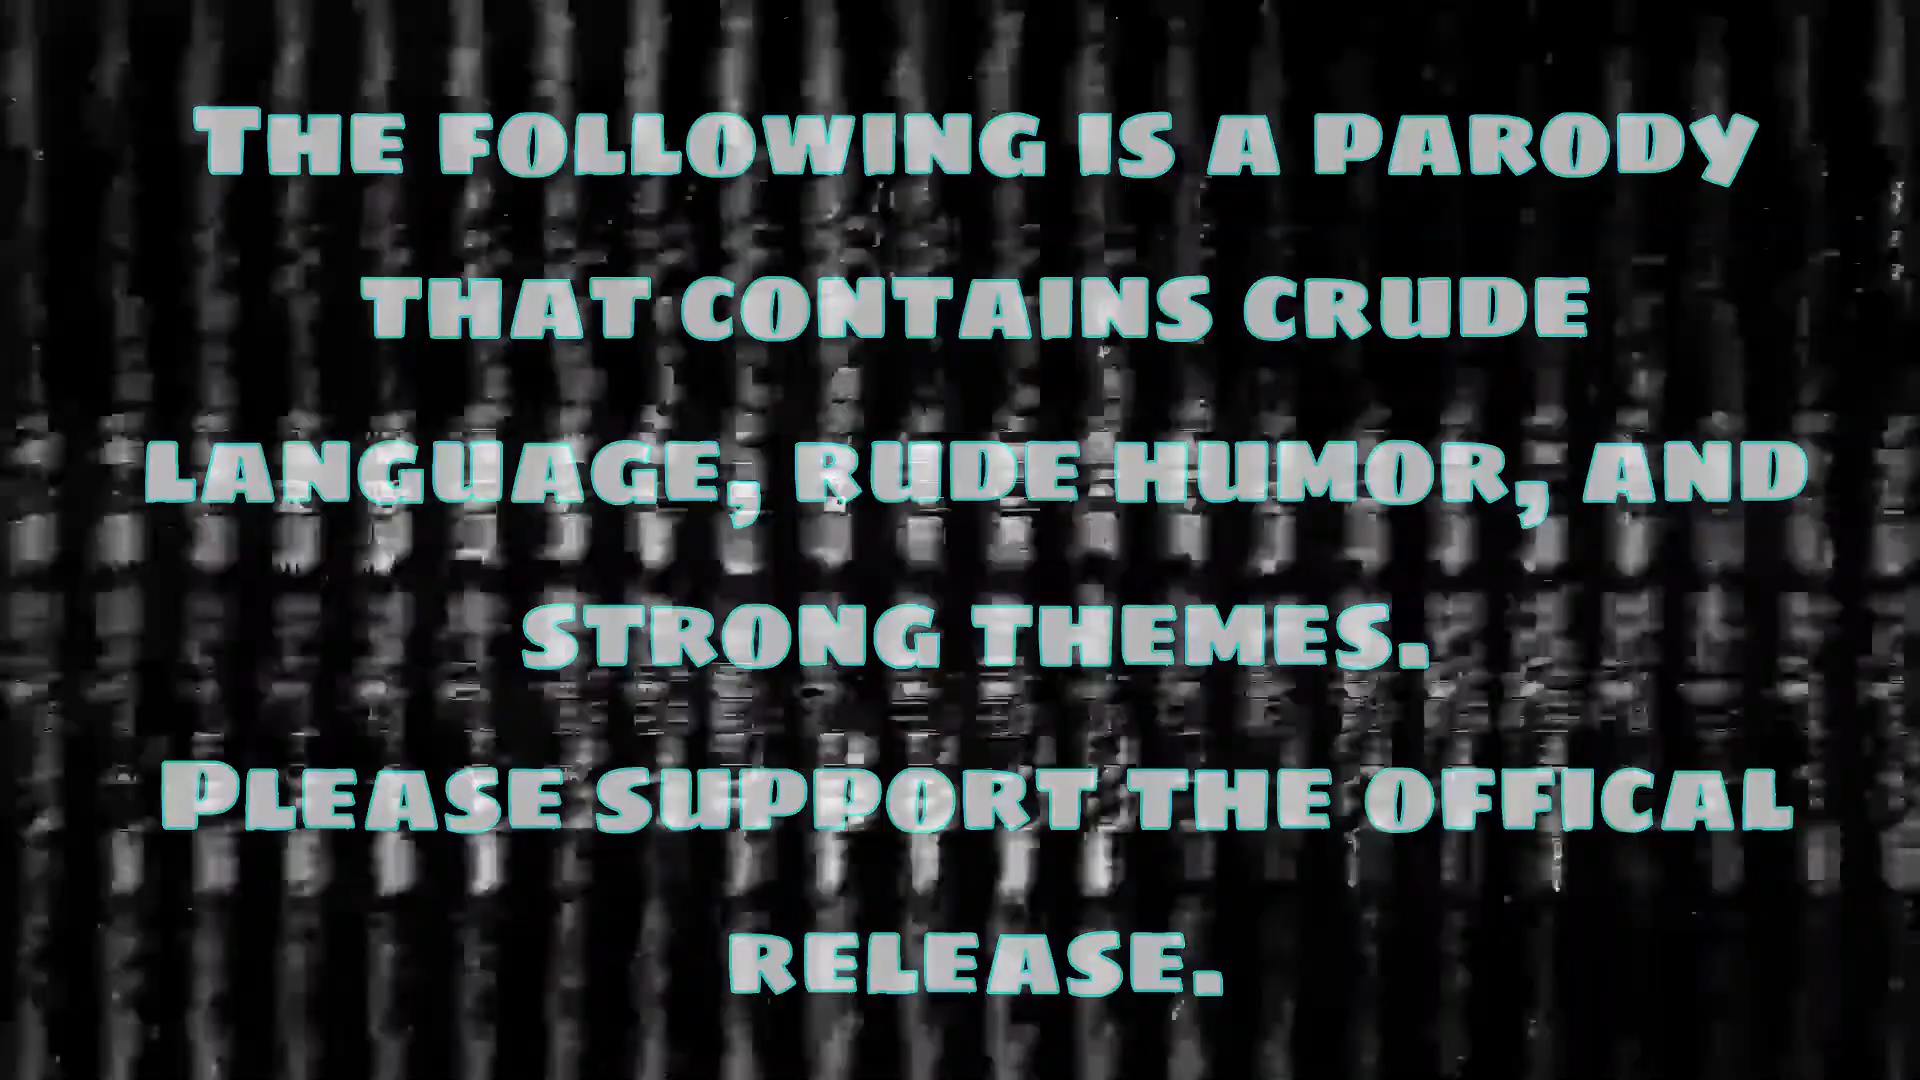 The following is a parody
that contains crude
language, rude humor, and
strong themes.
Please support the offical
release.